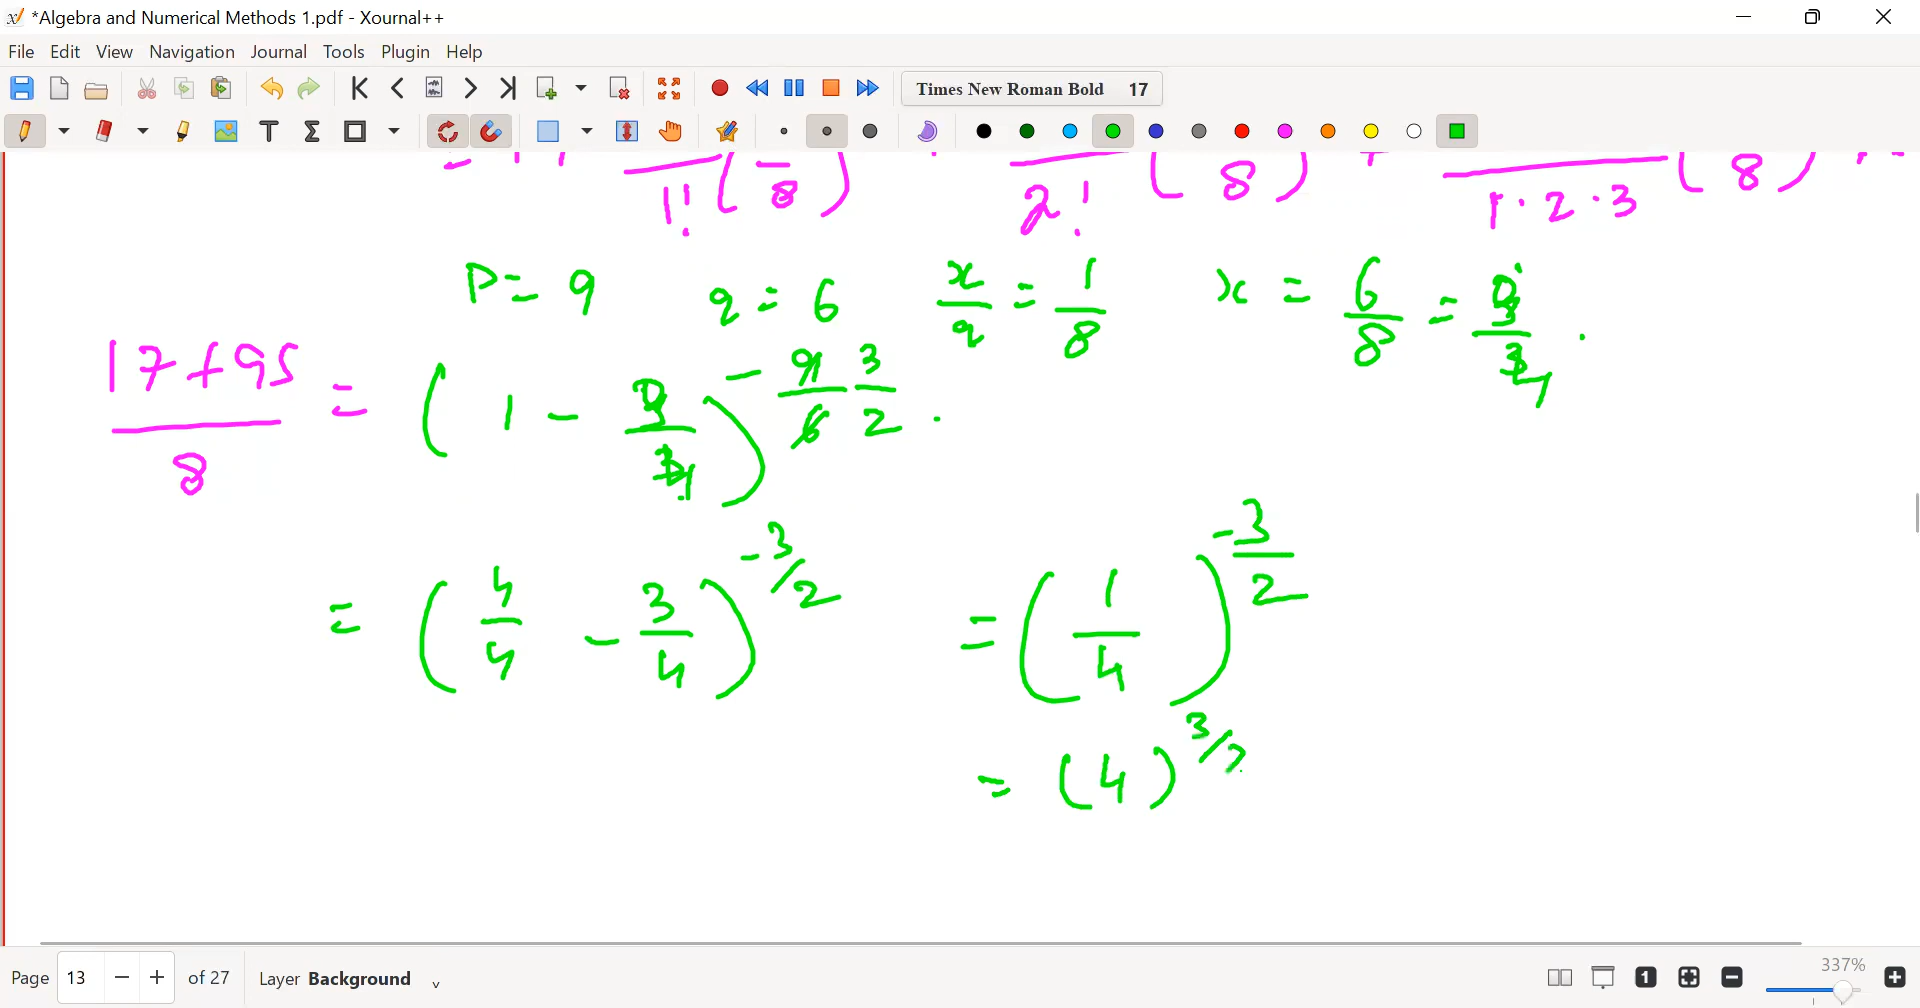 *Algebra and Numerical Methods 1.pdf - Xournal++
File Edit View Navigation Journal Tools Plugin Help
Times New Roman Bold 17
1! ( 8 ) 2! ( 8 ) + 1·2·3 ( 8 )
P = 9 q = 6 x/q = 1/8 x = 6/8 = 3/4 .
17+9S/8 = ( 1 - 3/4 )^-9/6 3/2 .
= ( 4/4 - 3/4 )^-3/2 = ( 1/4 )^-3/2
= (4)^3/2
Page 13 of 27 Layer Background 337%